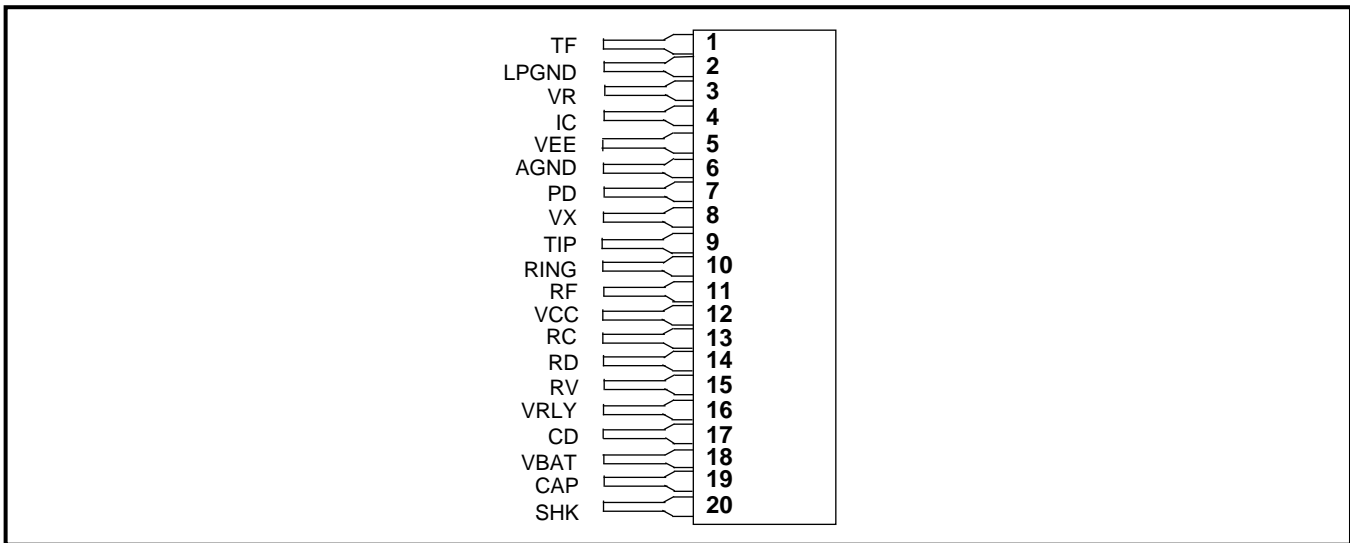 TF 1
LPGND 2
VR 3
IC 4
VEE 5
AGND 6
PD 7
VX 8
TIP 9
RING 10
RF 11
VCC 12
RC 13
RD 14
RV 15
VRLY 16
CD 17
VBAT 18
CAP 19
SHK 20